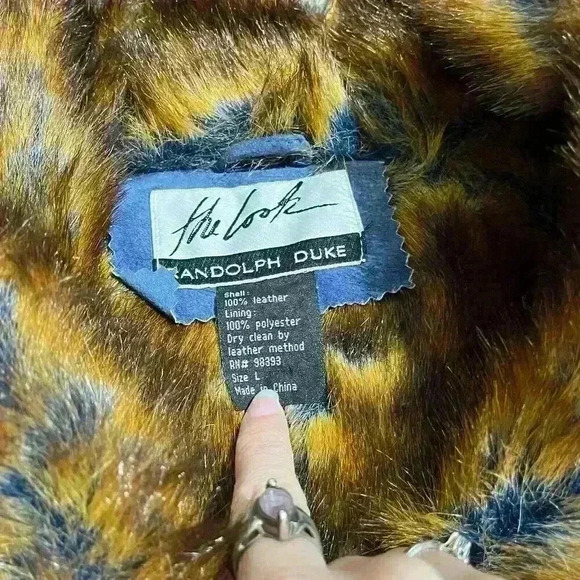 the look
RANDOLPH DUKE
Shell:
100% leather
Lining:
100% polyester
Dry clean by
leather method
RN# 98393
Size L
Made in China